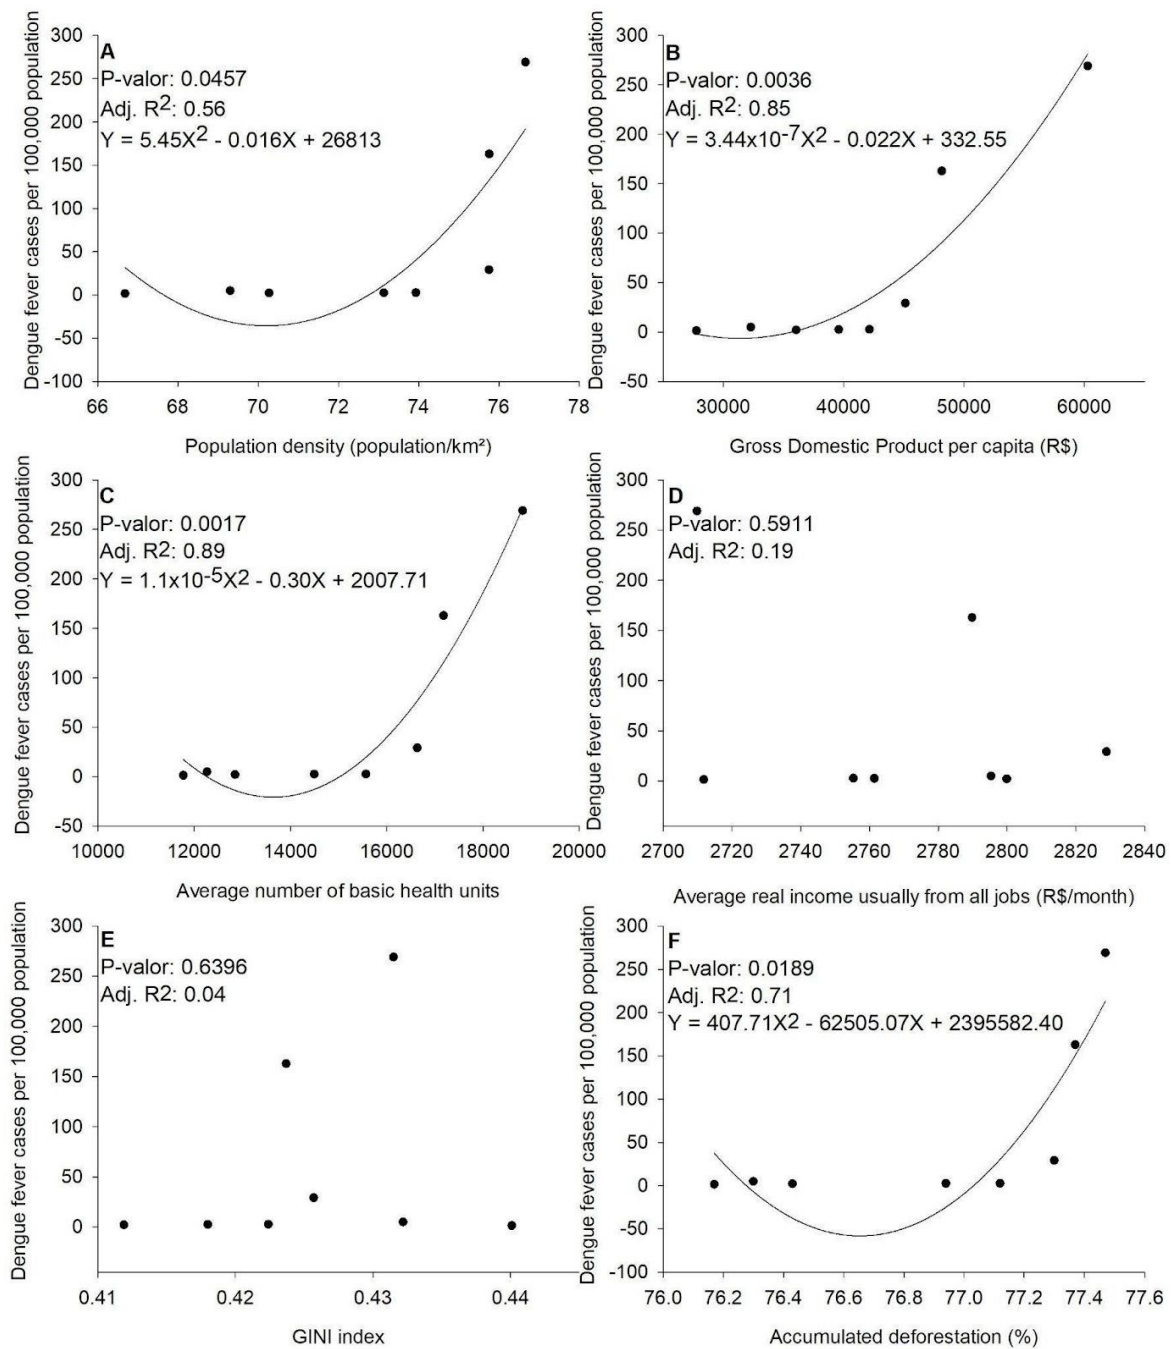 Dengue fever cases per 100,000 population
300
250
200
150
100
50
0
-50
-100
A
P-valor: 0.0457
Adj. R2: 0.56
Y = 5.45X2 - 0.016X + 26813
66 68 70 72 74 76 78
Population density (population/km²)
Dengue fever cases per 100,000 population
300
250
200
150
100
50
0
-50
B
P-valor: 0.0036
Adj. R2: 0.85
Y = 3.44x10-7X2 - 0.022X + 332.55
30000 40000 50000 60000
Gross Domestic Product per capita (R$)
Dengue fever cases per 100,000 population
300
250
200
150
100
50
0
-50
C
P-valor: 0.0017
Adj. R2: 0.89
Y = 1.1x10-5X2 - 0.30X + 2007.71
10000 12000 14000 16000 18000 20000
Average number of basic health units
Dengue fever cases per 100,000 population
300
250
200
150
100
50
0
D
P-valor: 0.5911
Adj. R2: 0.19
2700 2720 2740 2760 2780 2800 2820 2840
Average real income usually from all jobs (R$/month)
Dengue fever cases per 100,000 population
300
250
200
150
100
50
0
E
P-valor: 0.6396
Adj. R2: 0.04
0.41 0.42 0.43 0.44
GINI index
Dengue fever cases per 100,000 population
300
250
200
150
100
50
0
-50
-100
F
P-valor: 0.0189
Adj. R2: 0.71
Y = 407.71X2 - 62505.07X + 2395582.40
76.0 76.2 76.4 76.6 76.8 77.0 77.2 77.4 77.6
Accumulated deforestation (%)